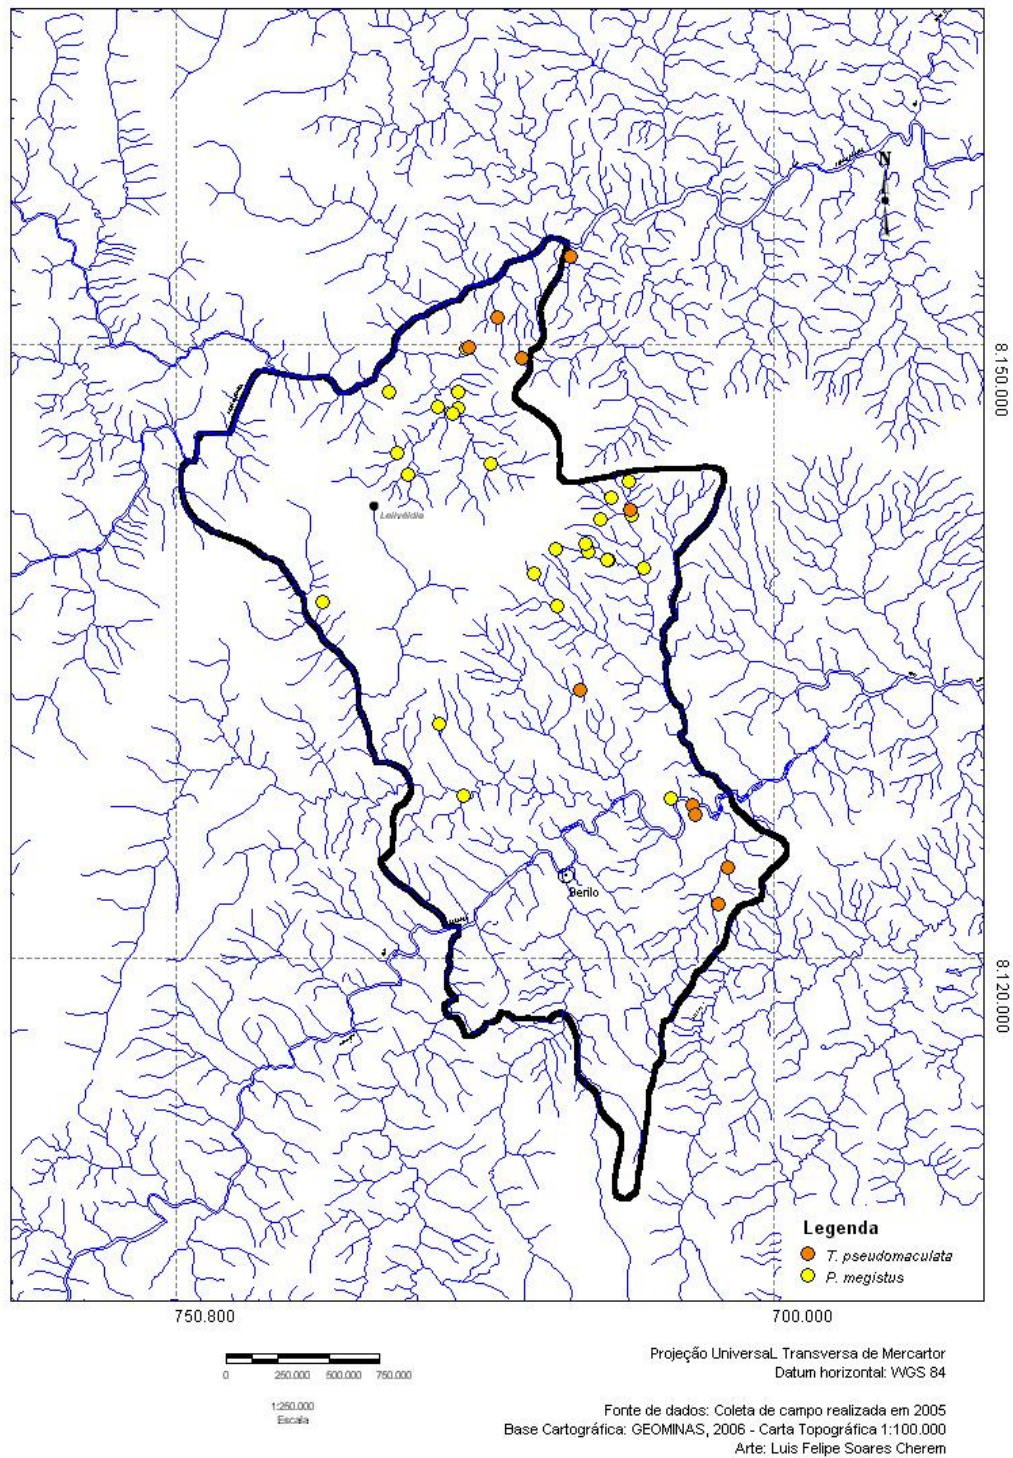 N
8.150.000
Lelivéldia
Berilo
8.120.000
Legenda
T. pseudomaculata
P. megistus
750.800
700.000
0 250.000 500.000 750.000
1:250.000
Escala
Projeção UniversaL Transversa de Mercartor
Datum horizontal: WGS 84
Fonte de dados: Coleta de campo realizada em 2005
Base Cartográfica: GEOMINAS, 2006 - Carta Topográfica 1:100.000
Arte: Luis Felipe Soares Cherem